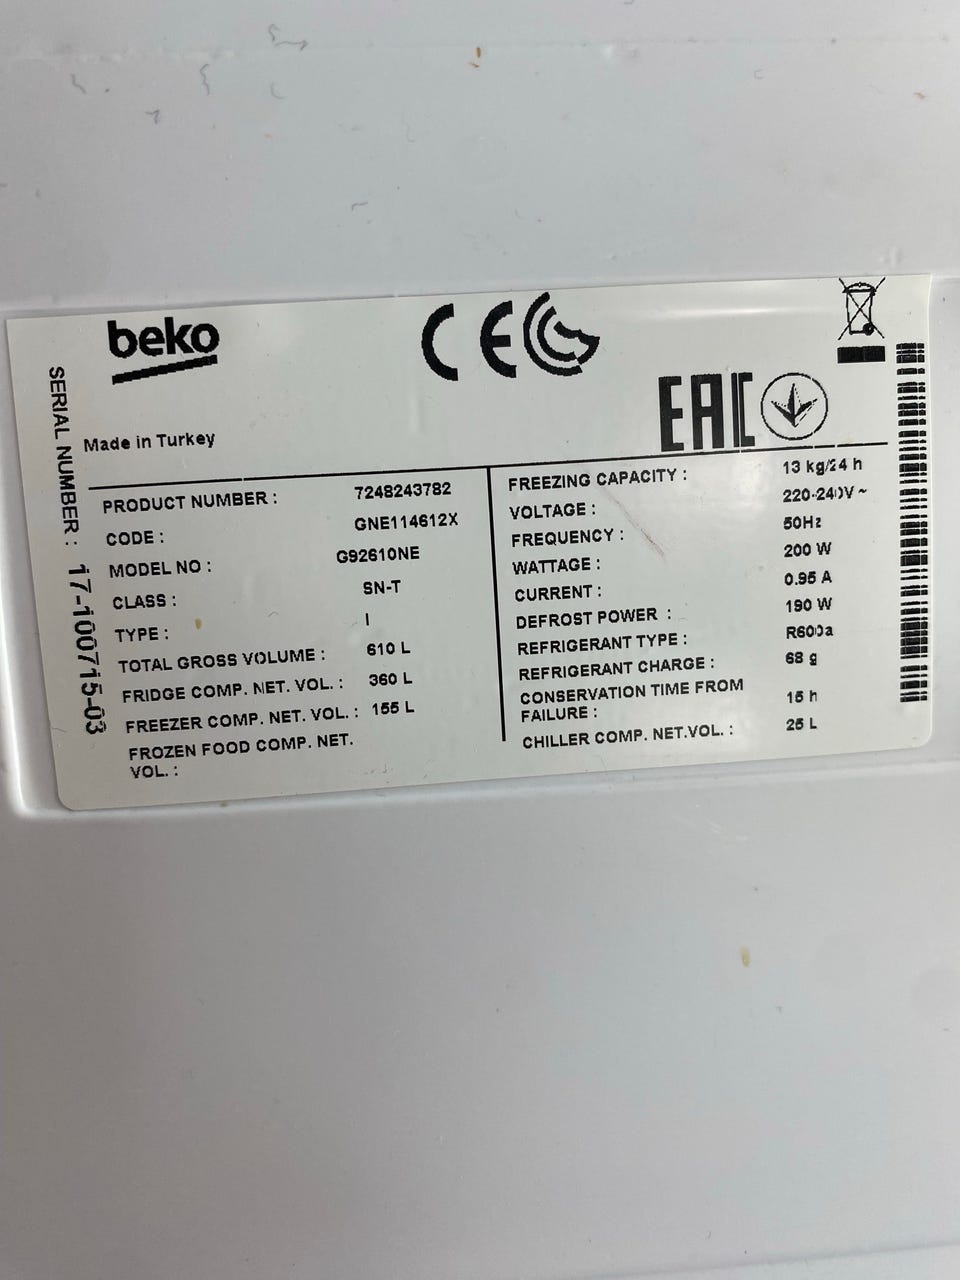 beko
CE
EAC
Made in Turkey
SERIAL NUMBER : 17-100715-03
PRODUCT NUMBER : 7248243782
CODE : GNE114612X
MODEL NO : G92610NE
CLASS : SN-T
TYPE : I
TOTAL GROSS VOLUME : 610 L
FRIDGE COMP. NET. VOL. : 360 L
FREEZER COMP. NET. VOL. : 155 L
FROZEN FOOD COMP. NET.
VOL. :
FREEZING CAPACITY : 13 kg/24 h
VOLTAGE : 220-240V ~
FREQUENCY : 50Hz
WATTAGE : 200 W
CURRENT : 0.95 A
DEFROST POWER : 190 W
REFRIGERANT TYPE : R600a
REFRIGERANT CHARGE : 68 g
CONSERVATION TIME FROM
FAILURE : 15 h
CHILLER COMP. NET.VOL. : 25 L